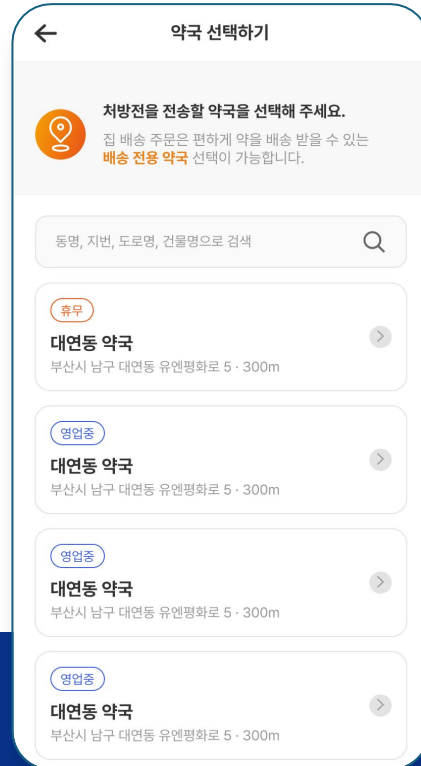 약국 선택하기
처방전을 전송할 약국을 선택해 주세요.
집 배송 주문은 편하게 약을 배송 받을 수 있는
배송 전용 약국 선택이 가능합니다.
동명, 지번, 도로명, 건물명으로 검색
휴무
대연동 약국
부산시 남구 대연동 유엔평화로 5 · 300m
영업중
대연동 약국
부산시 남구 대연동 유엔평화로 5 · 300m
영업중
대연동 약국
부산시 남구 대연동 유엔평화로 5 · 300m
영업중
대연동 약국
부산시 남구 대연동 유엔평화로 5 · 300m